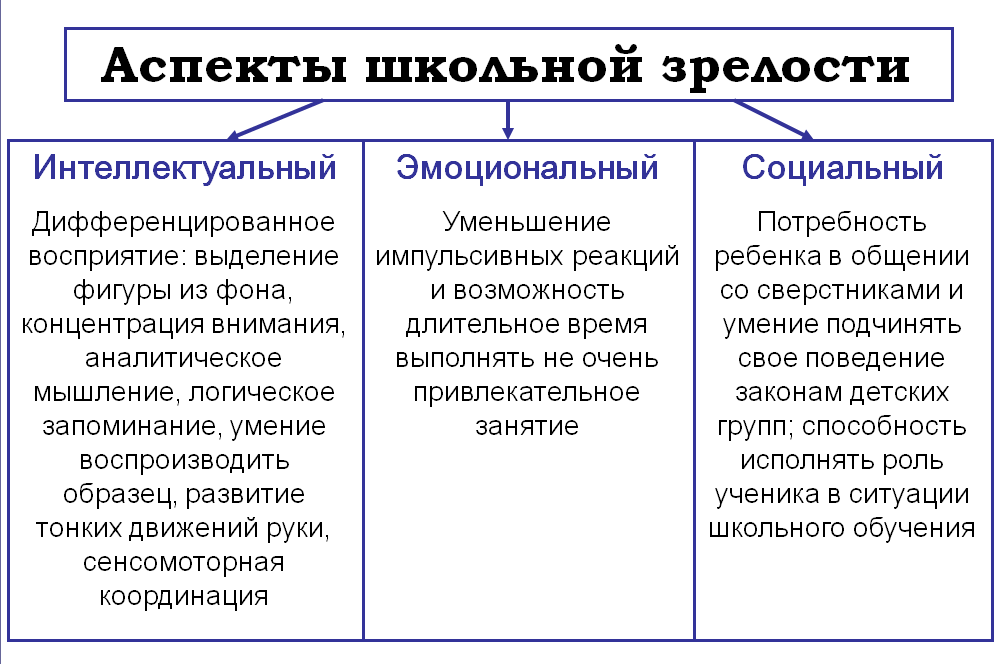 Аспекты школьной зрелости
Интеллектуальный
Дифференцированное
восприятие: выделение
фигуры из фона,
концентрация внимания,
аналитическое
мышление, логическое
запоминание, умение
воспроизводить
образец, развитие
тонких движений руки,
сенсомоторная
координация
Эмоциональный
Уменьшение
импульсивных реакций
и возможность
длительное время
выполнять не очень
привлекательное
занятие
Социальный
Потребность
ребенка в общении
со сверстниками и
умение подчинять
свое поведение
законам детских
групп; способность
исполнять роль
ученика в ситуации
школьного обучения